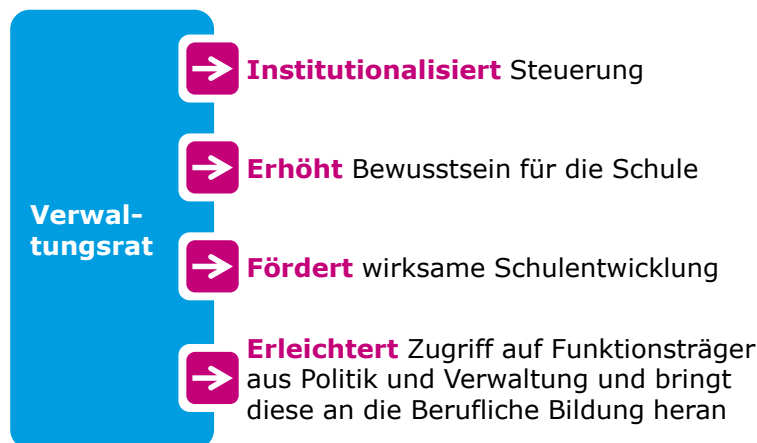 Verwal-
tungsrat
Institutionalisiert Steuerung
Erhöht Bewusstsein für die Schule
Fördert wirksame Schulentwicklung
Erleichtert Zugriff auf Funktionsträger
aus Politik und Verwaltung und bringt
diese an die Berufliche Bildung heran